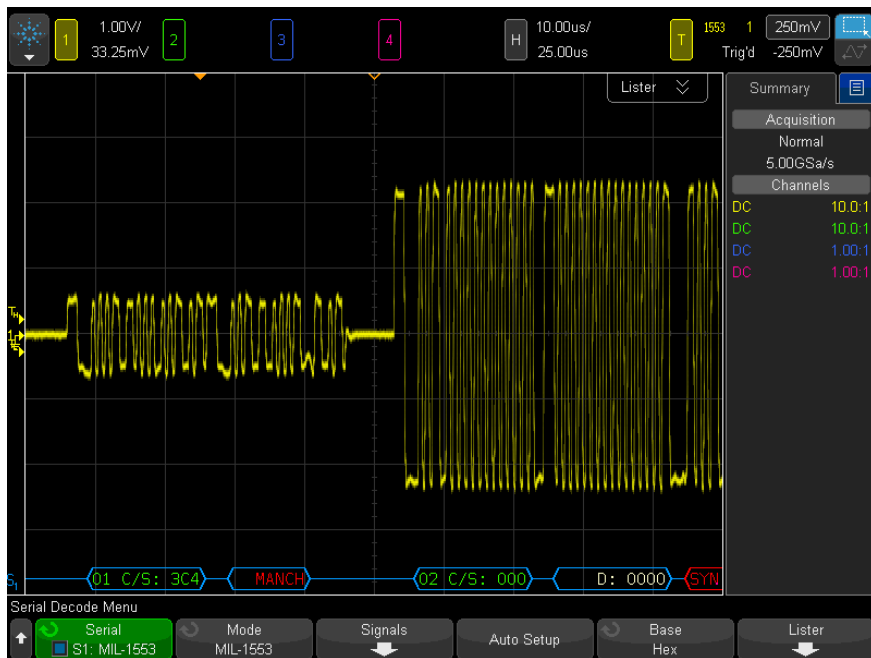 1 1.00V/ 2 3 4 H 10.00us/ T 1553 1 250mV
33.25mV 25.00us Trig'd -250mV
Lister Summary
Acquisition
Normal
5.00GSa/s
Channels
DC 10.0:1
DC 10.0:1
DC 1.00:1
DC 1.00:1
S1 01 C/S: 3C4 MANCH 02 C/S: 000 D: 0000 SYN
Serial Decode Menu
Serial Mode Signals Auto Setup Base Lister
S1: MIL-1553 MIL-1553 Hex